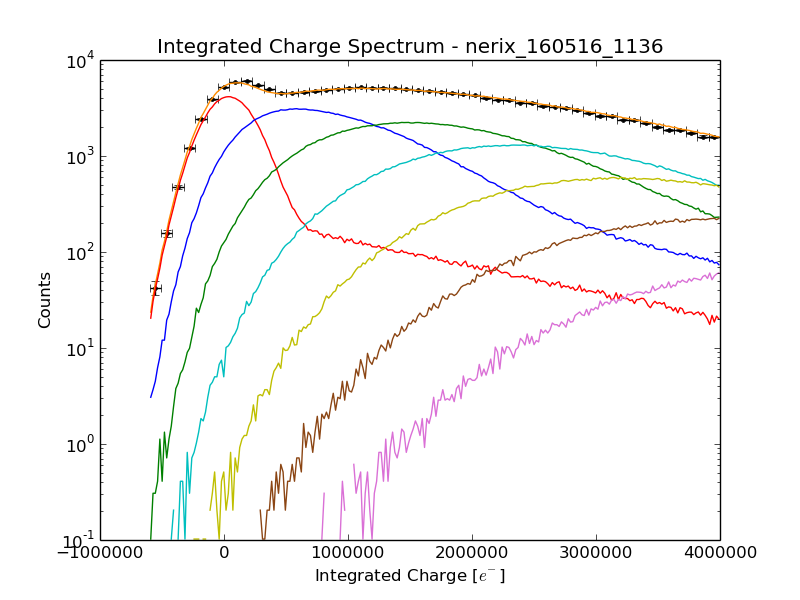 Integrated Charge Spectrum - nerix_160516_1136
10^4
10^3
10^2
10^1
10^0
10^-1
Counts
−1000000 0 1000000 2000000 3000000 4000000
Integrated Charge [e^-]